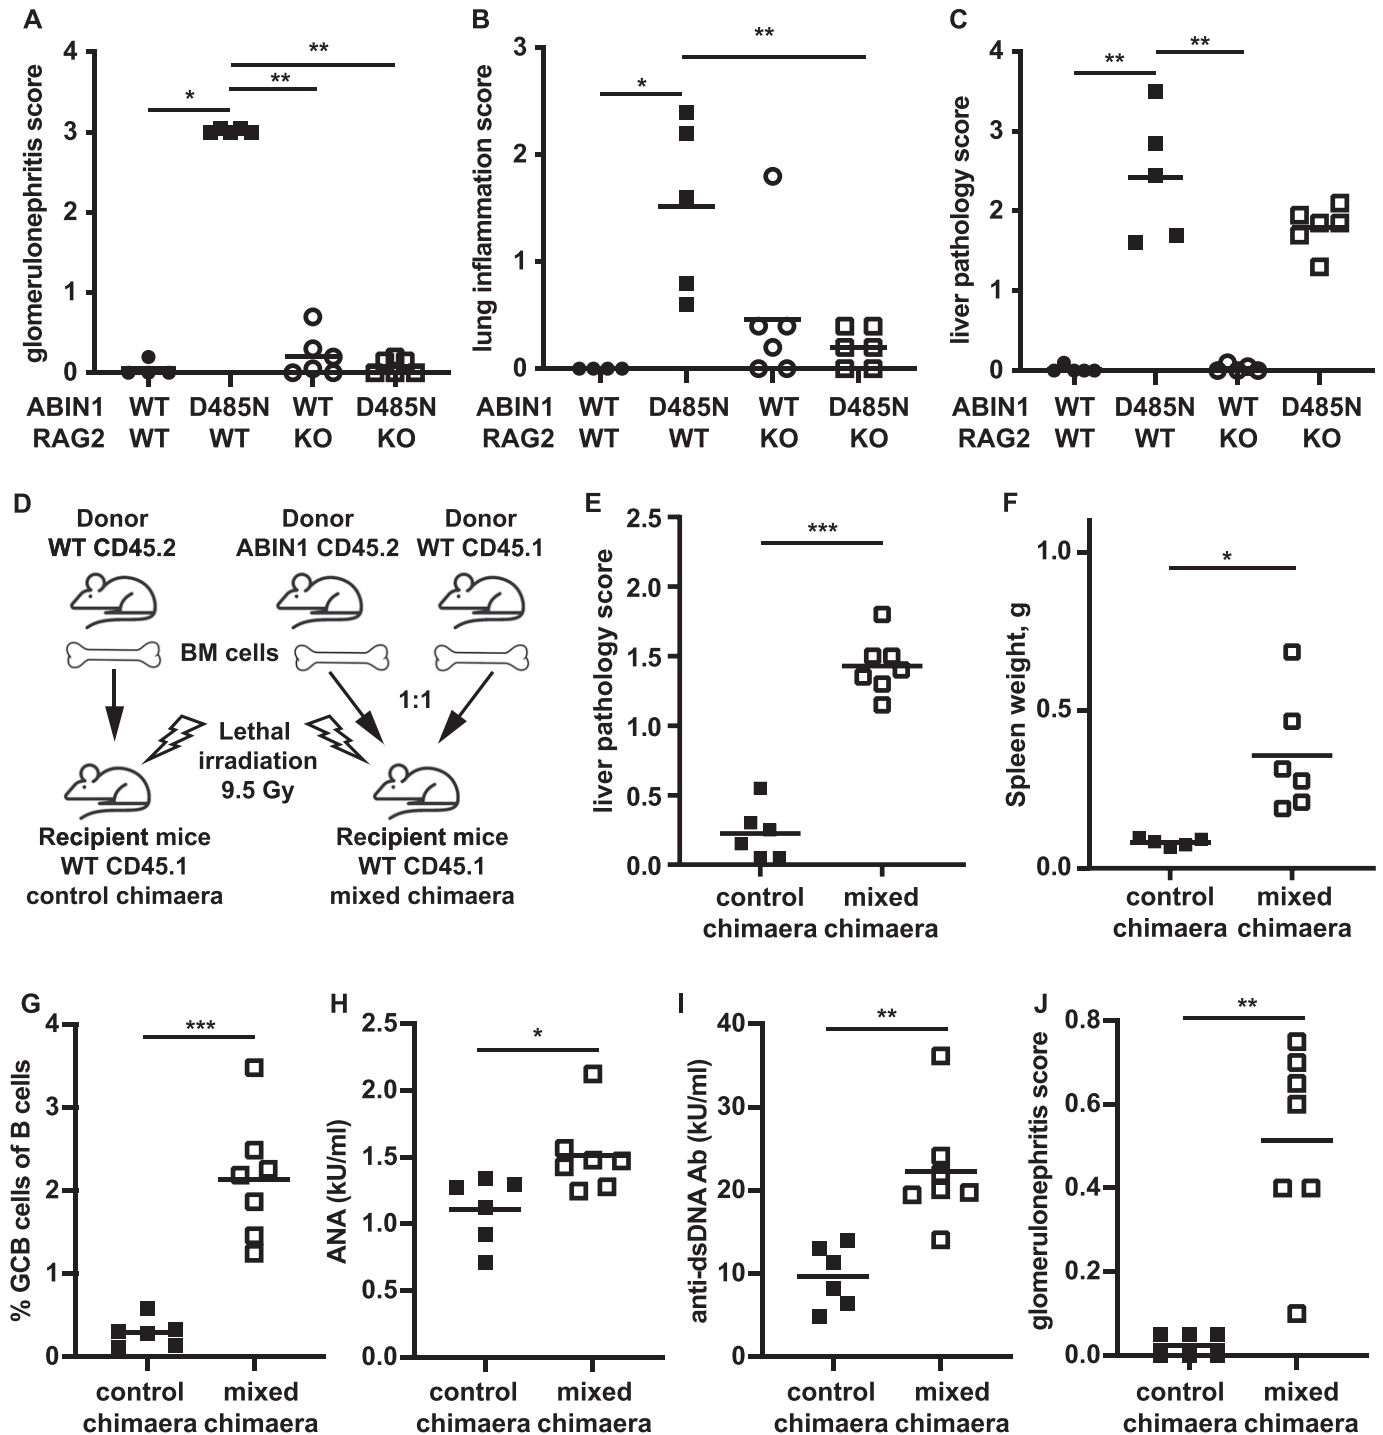 A
glomerulonephritis score
4
3
2
1
0
*
**
**
ABIN1 WT D485N WT D485N
RAG2 WT WT KO KO
B
lung inflammation score
3
2
1
0
*
**
ABIN1 WT D485N WT D485N
RAG2 WT WT KO KO
C
liver pathology score
4
3
2
1
0
**
**
ABIN1 WT D485N WT D485N
RAG2 WT WT KO KO
D
Donor
WT CD45.2
Donor
ABIN1 CD45.2
Donor
WT CD45.1
BM cells
1:1
Lethal
irradiation
9.5 Gy
Recipient mice
WT CD45.1
control chimaera
Recipient mice
WT CD45.1
mixed chimaera
E
liver pathology score
2.5
2.0
1.5
1.0
0.5
0.0
***
control mixed
chimaera chimaera
F
Spleen weight, g
1.0
0.5
0.0
*
control mixed
chimaera chimaera
G
% GCB cells of B cells
4
3
2
1
0
***
control mixed
chimaera chimaera
H
ANA (kU/ml)
2.5
2.0
1.5
1.0
0.5
0.0
*
control mixed
chimaera chimaera
I
anti-dsDNA Ab (kU/ml)
40
30
20
10
0
**
control mixed
chimaera chimaera
J
glomerulonephritis score
0.8
0.6
0.4
0.2
0.0
**
control mixed
chimaera chimaera